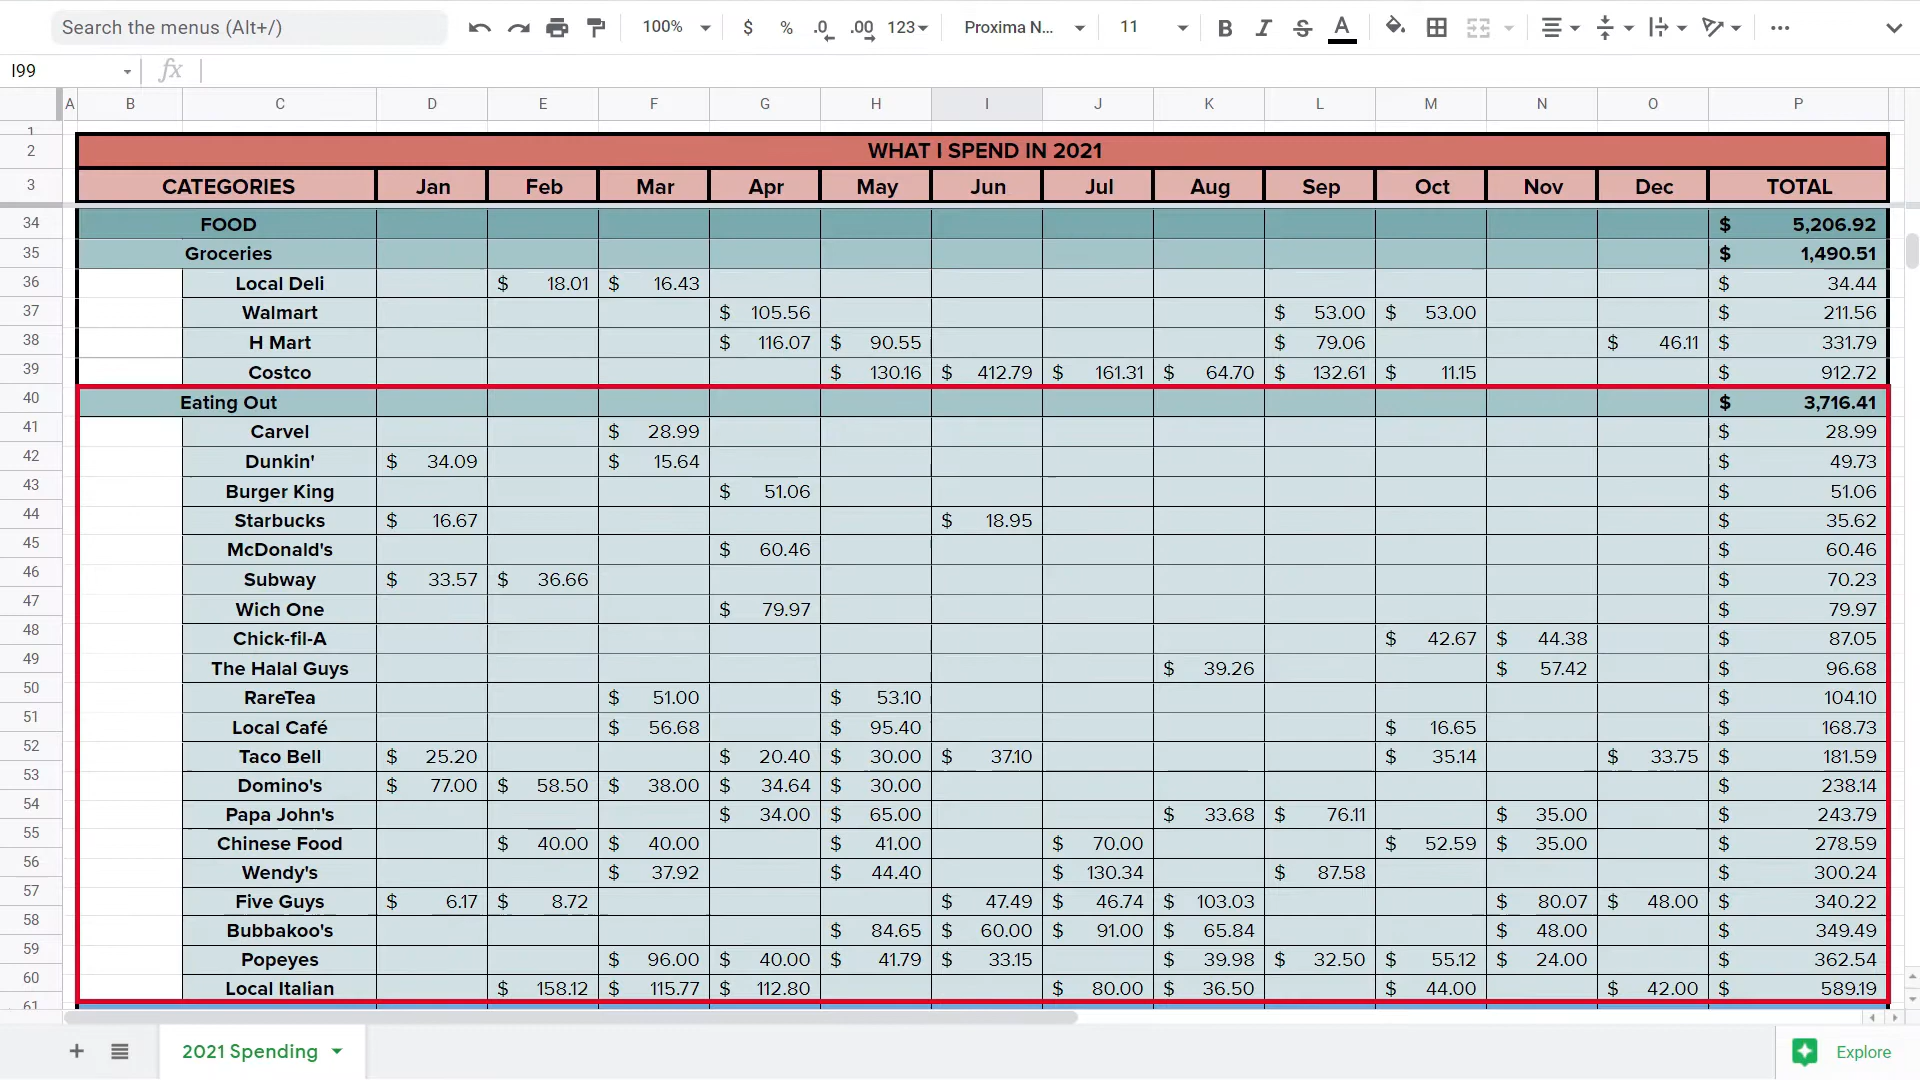 Search the menus (Alt+/) 100% $ % .0 .00 123 Proxima N... 11 B I S A
I99 fx
A B C D E F G H I J K L M N O P
1
2 WHAT I SPEND IN 2021
3 CATEGORIES Jan Feb Mar Apr May Jun Jul Aug Sep Oct Nov Dec TOTAL
34 FOOD $ 5,206.92
35 Groceries $ 1,490.51
36 Local Deli $ 18.01 $ 16.43 $ 34.44
37 Walmart $ 105.56 $ 53.00 $ 53.00 $ 211.56
38 H Mart $ 116.07 $ 90.55 $ 79.06 $ 46.11 $ 331.79
39 Costco $ 130.16 $ 412.79 $ 161.31 $ 64.70 $ 132.61 $ 11.15 $ 912.72
40 Eating Out $ 3,716.41
41 Carvel $ 28.99 $ 28.99
42 Dunkin' $ 34.09 $ 15.64 $ 49.73
43 Burger King $ 51.06 $ 51.06
44 Starbucks $ 16.67 $ 18.95 $ 35.62
45 McDonald's $ 60.46 $ 60.46
46 Subway $ 33.57 $ 36.66 $ 70.23
47 Wich One $ 79.97 $ 79.97
48 Chick-fil-A $ 42.67 $ 44.38 $ 87.05
49 The Halal Guys $ 39.26 $ 57.42 $ 96.68
50 RareTea $ 51.00 $ 53.10 $ 104.10
51 Local Café $ 56.68 $ 95.40 $ 16.65 $ 168.73
52 Taco Bell $ 25.20 $ 20.40 $ 30.00 $ 37.10 $ 35.14 $ 33.75 $ 181.59
53 Domino's $ 77.00 $ 58.50 $ 38.00 $ 34.64 $ 30.00 $ 238.14
54 Papa John's $ 34.00 $ 65.00 $ 33.68 $ 76.11 $ 35.00 $ 243.79
55 Chinese Food $ 40.00 $ 40.00 $ 41.00 $ 70.00 $ 52.59 $ 35.00 $ 278.59
56 Wendy's $ 37.92 $ 44.40 $ 130.34 $ 87.58 $ 300.24
57 Five Guys $ 6.17 $ 8.72 $ 47.49 $ 46.74 $ 103.03 $ 80.07 $ 48.00 $ 340.22
58 Bubbakoo's $ 84.65 $ 60.00 $ 91.00 $ 65.84 $ 48.00 $ 349.49
59 Popeyes $ 96.00 $ 40.00 $ 41.79 $ 33.15 $ 39.98 $ 32.50 $ 55.12 $ 24.00 $ 362.54
60 Local Italian $ 158.12 $ 115.77 $ 112.80 $ 80.00 $ 36.50 $ 44.00 $ 42.00 $ 589.19
61
2021 Spending Explore